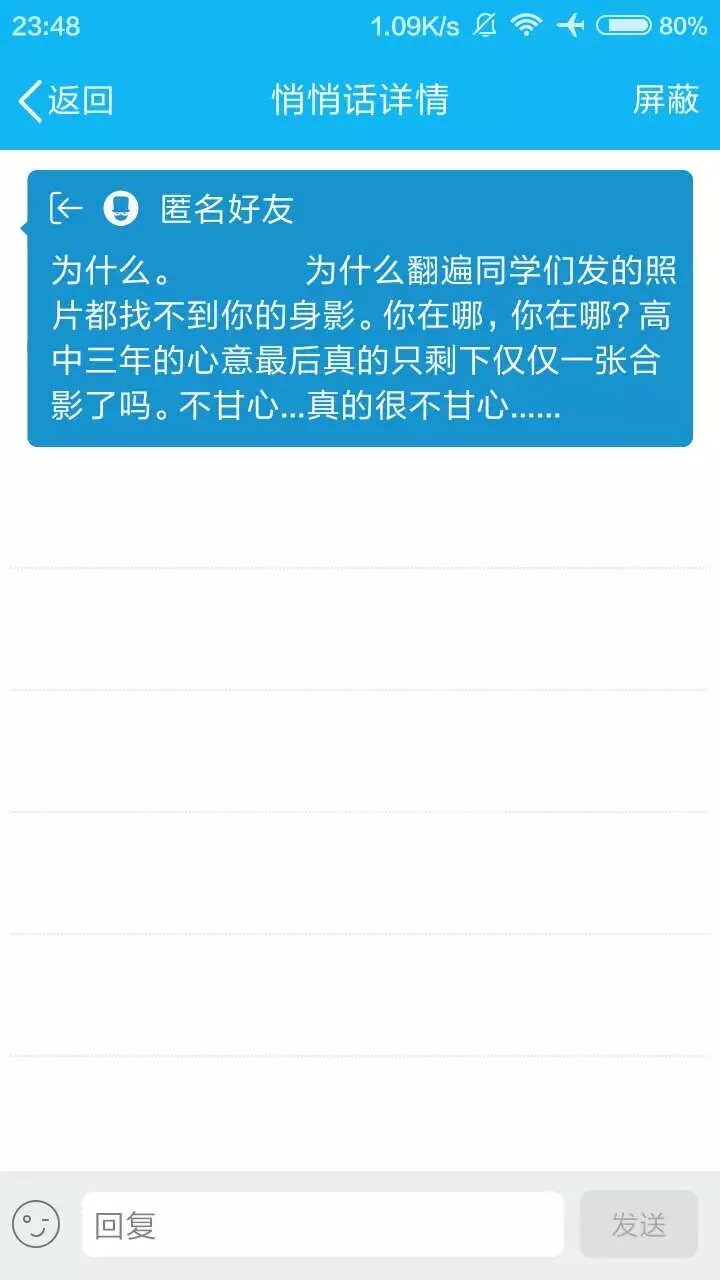 23:48 1.09K/s 80%
返回 悄悄话详情 屏蔽
匿名好友
为什么。 为什么翻遍同学们发的照
片都找不到你的身影。你在哪，你在哪？高
中三年的心意最后真的只剩下仅仅一张合
影了吗。不甘心...真的很不甘心......
回复 发送